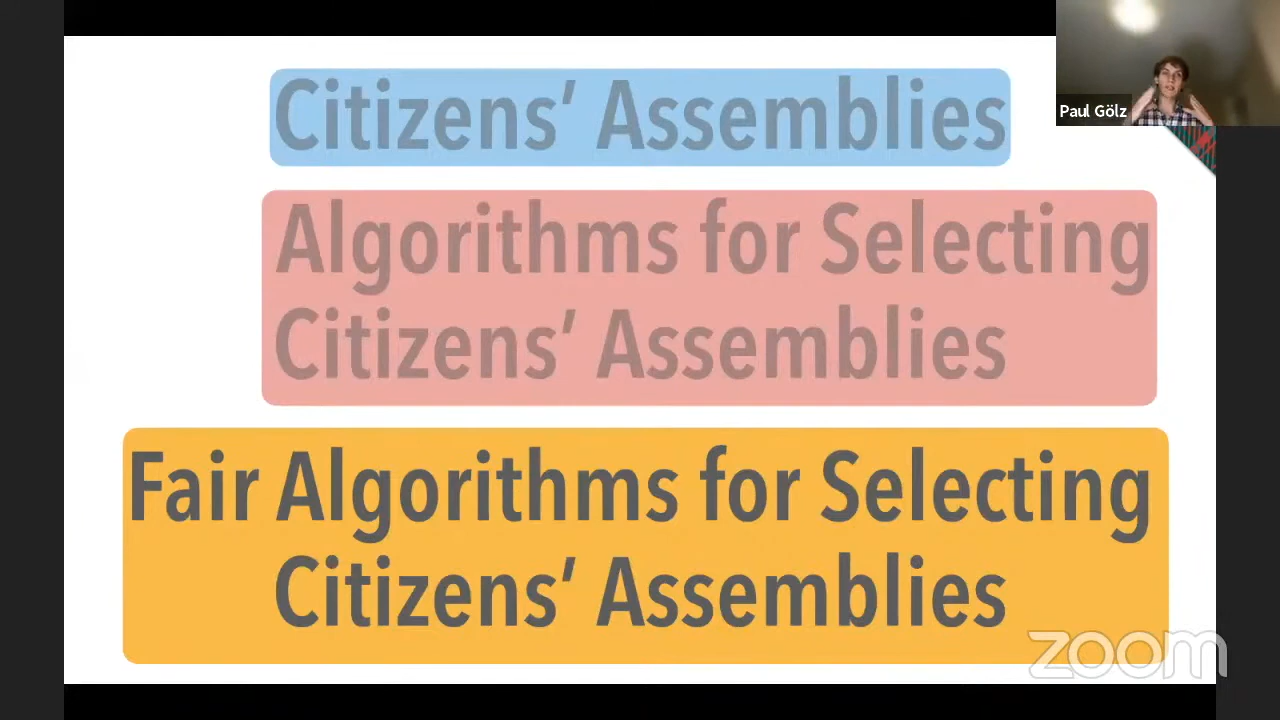 Citizens’ Assemblies
Paul Gölz
Algorithms for Selecting
Citizens’ Assemblies
Fair Algorithms for Selecting
Citizens’ Assemblies
zoom